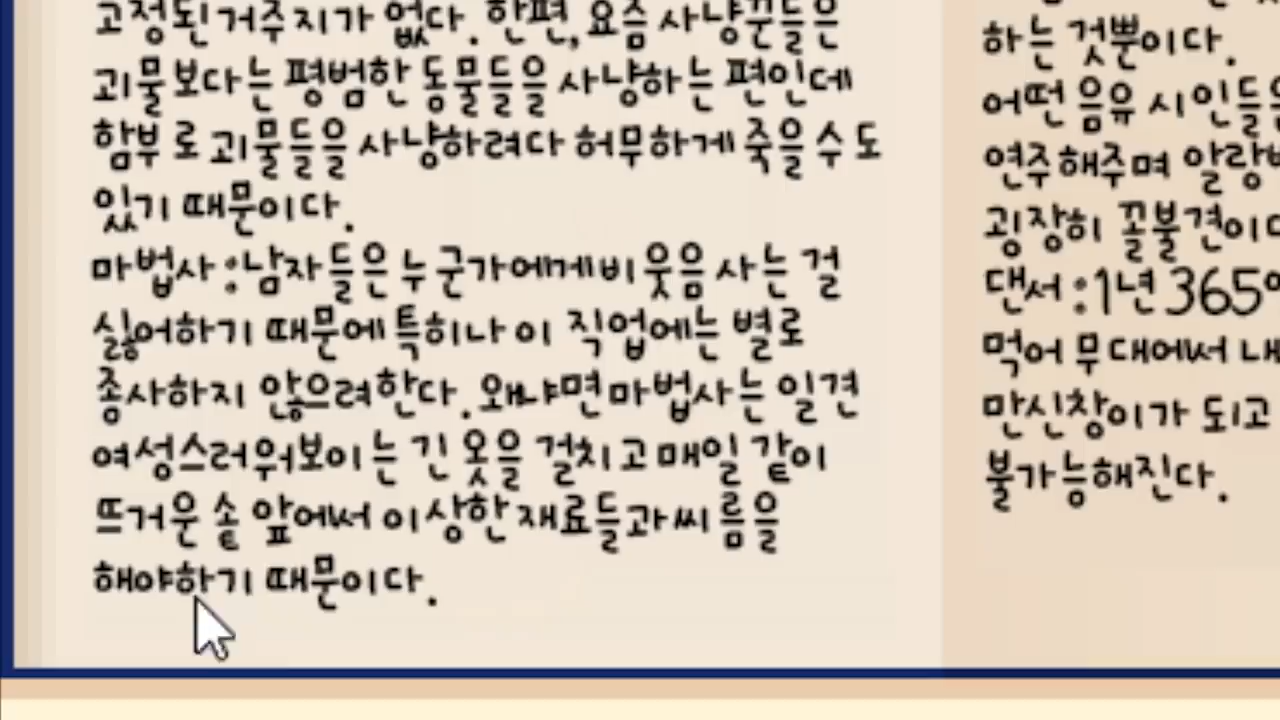 고정된 거주지가 없다. 한편, 요즘 사냥꾼들은
괴물보다는 평범한 동물들을 사냥하는 편인데
함부로 괴물들을 사냥하려다 허무하게 죽을 수도
있기 때문이다.
마법사 : 남자들은 누군가에게 비웃음 사는 걸
싫어하기 때문에 특히나 이 직업에는 별로
종사하지 않으려한다. 왜냐면 마법사는 일견
여성스러워보이는 긴 옷을 걸치고 매일 같이
뜨거운 솥 앞에서 이상한 재료들과 씨름을
해야하기 때문이다.
하는 것뿐이다.
어떤 음유 시인들은
연주해주며 알랑
굉장히 꼴불견이
댄서 : 1년 365
먹어 무대에서 내
만신창이가 되고
불가능해진다.